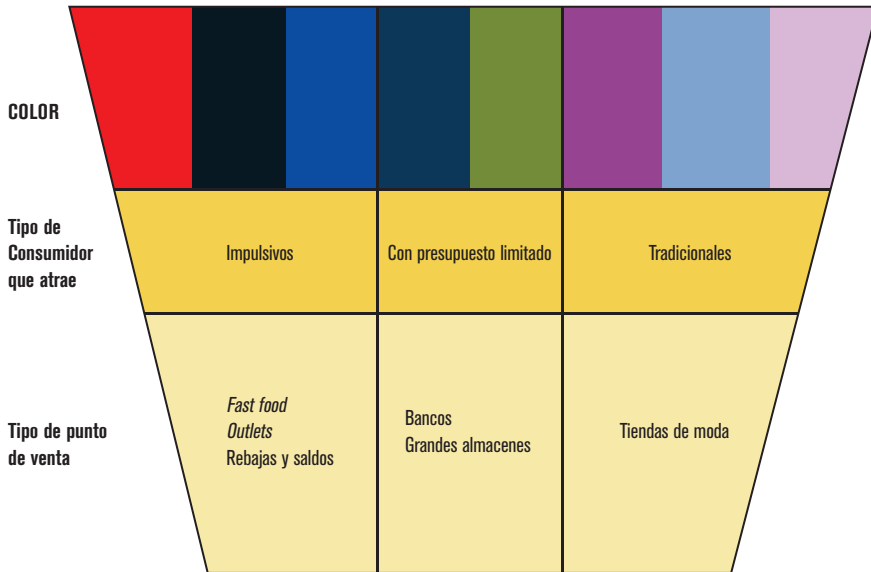 COLOR
Tipo de
Consumidor
que atrae
Impulsivos
Con presupuesto limitado
Tradicionales
Tipo de punto
de venta
Fast food
Outlets
Rebajas y saldos
Bancos
Grandes almacenes
Tiendas de moda